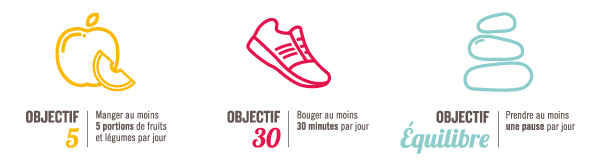 OBJECTIF
5
Manger au moins
5 portions de fruits
et légumes par jour
OBJECTIF
30
Bouger au moins
30 minutes par jour
OBJECTIF
Équilibre
Prendre au moins
une pause par jour